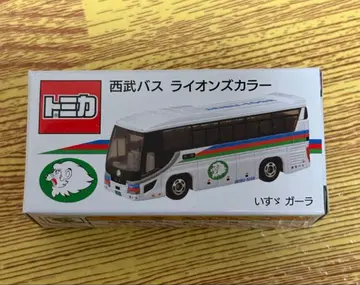 トミカ
西武バス ライオンズカラー
いすゞ ガーラ